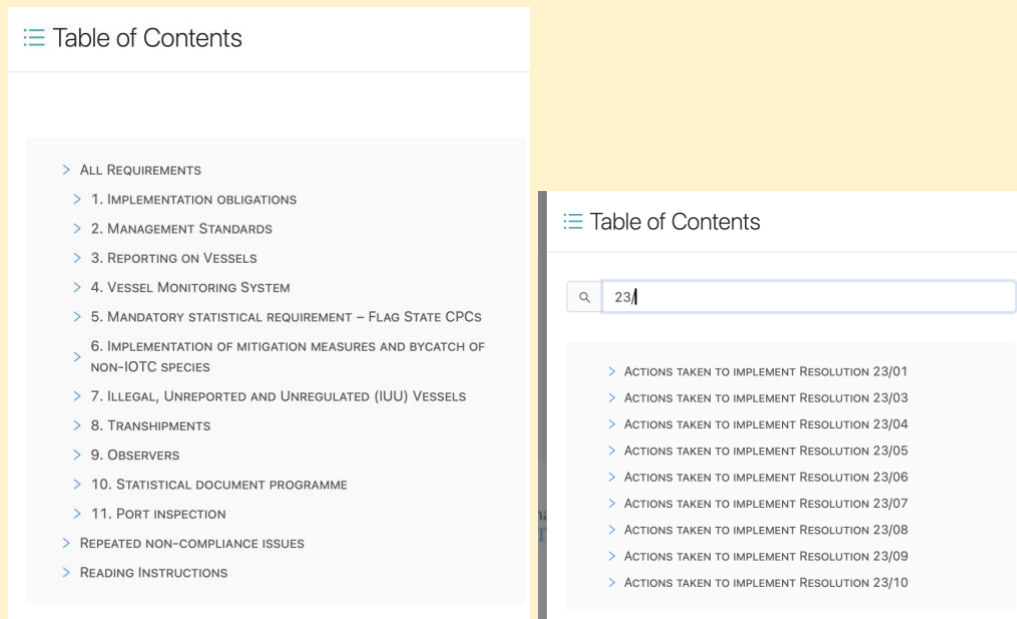 Table of Contents
> ALL REQUIREMENTS
> 1. IMPLEMENTATION OBLIGATIONS
> 2. MANAGEMENT STANDARDS
> 3. REPORTING ON VESSELS
> 4. VESSEL MONITORING SYSTEM
> 5. MANDATORY STATISTICAL REQUIREMENT – FLAG STATE CPCS
> 6. IMPLEMENTATION OF MITIGATION MEASURES AND BYCATCH OF
NON-IOTC SPECIES
> 7. ILLEGAL, UNREPORTED AND UNREGULATED (IUU) VESSELS
> 8. TRANSHIPMENTS
> 9. OBSERVERS
> 10. STATISTICAL DOCUMENT PROGRAMME
> 11. PORT INSPECTION
> REPEATED NON-COMPLIANCE ISSUES
> READING INSTRUCTIONS
Table of Contents
23/
> ACTIONS TAKEN TO IMPLEMENT RESOLUTION 23/01
> ACTIONS TAKEN TO IMPLEMENT RESOLUTION 23/03
> ACTIONS TAKEN TO IMPLEMENT RESOLUTION 23/04
> ACTIONS TAKEN TO IMPLEMENT RESOLUTION 23/05
> ACTIONS TAKEN TO IMPLEMENT RESOLUTION 23/06
> ACTIONS TAKEN TO IMPLEMENT RESOLUTION 23/07
> ACTIONS TAKEN TO IMPLEMENT RESOLUTION 23/08
> ACTIONS TAKEN TO IMPLEMENT RESOLUTION 23/09
> ACTIONS TAKEN TO IMPLEMENT RESOLUTION 23/10